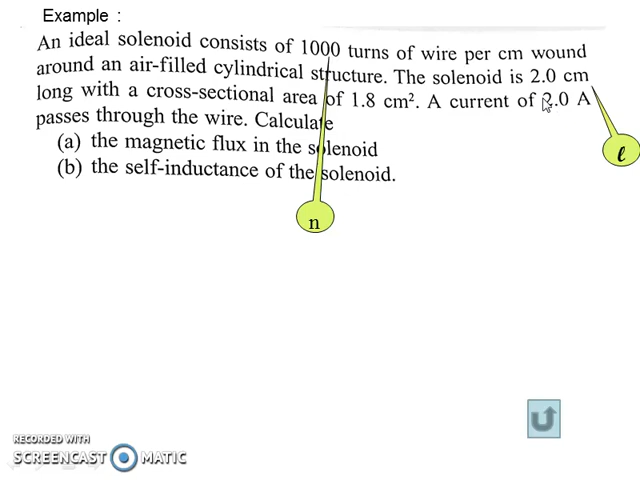 Example :
An ideal solenoid consists of 1000 turns of wire per cm wound
around an air-filled cylindrical structure. The solenoid is 2.0 cm
long with a cross-sectional area of 1.8 cm². A current of 2.0 A
passes through the wire. Calculate
(a) the magnetic flux in the solenoid
(b) the self-inductance of the solenoid.
ℓ
n
RECORDED WITH
SCREENCAST MATIC